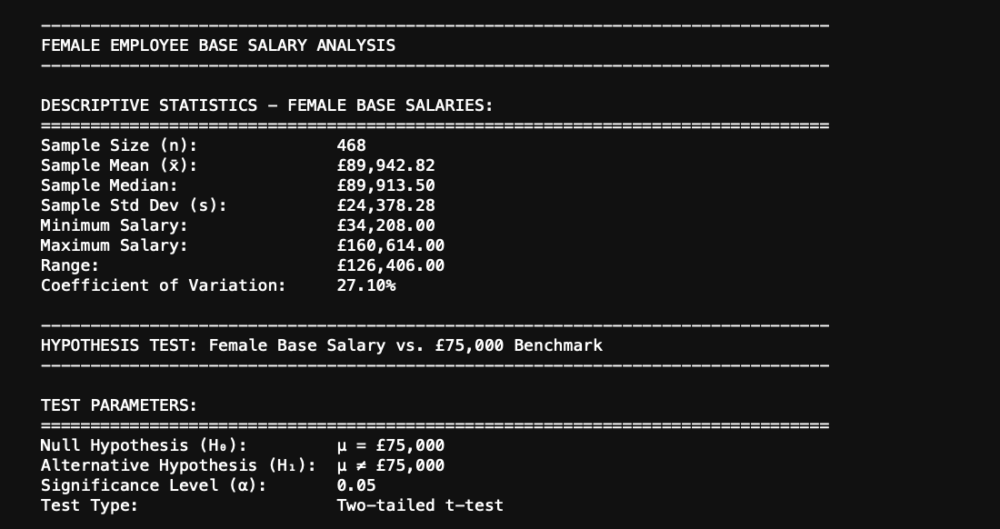 FEMALE EMPLOYEE BASE SALARY ANALYSIS
DESCRIPTIVE STATISTICS – FEMALE BASE SALARIES:
Sample Size (n): 468
Sample Mean (x̄): £89,942.82
Sample Median: £89,913.50
Sample Std Dev (s): £24,378.28
Minimum Salary: £34,208.00
Maximum Salary: £160,614.00
Range: £126,406.00
Coefficient of Variation: 27.10%
HYPOTHESIS TEST: Female Base Salary vs. £75,000 Benchmark
TEST PARAMETERS:
Null Hypothesis (H₀): μ = £75,000
Alternative Hypothesis (H₁): μ ≠ £75,000
Significance Level (α): 0.05
Test Type: Two-tailed t-test